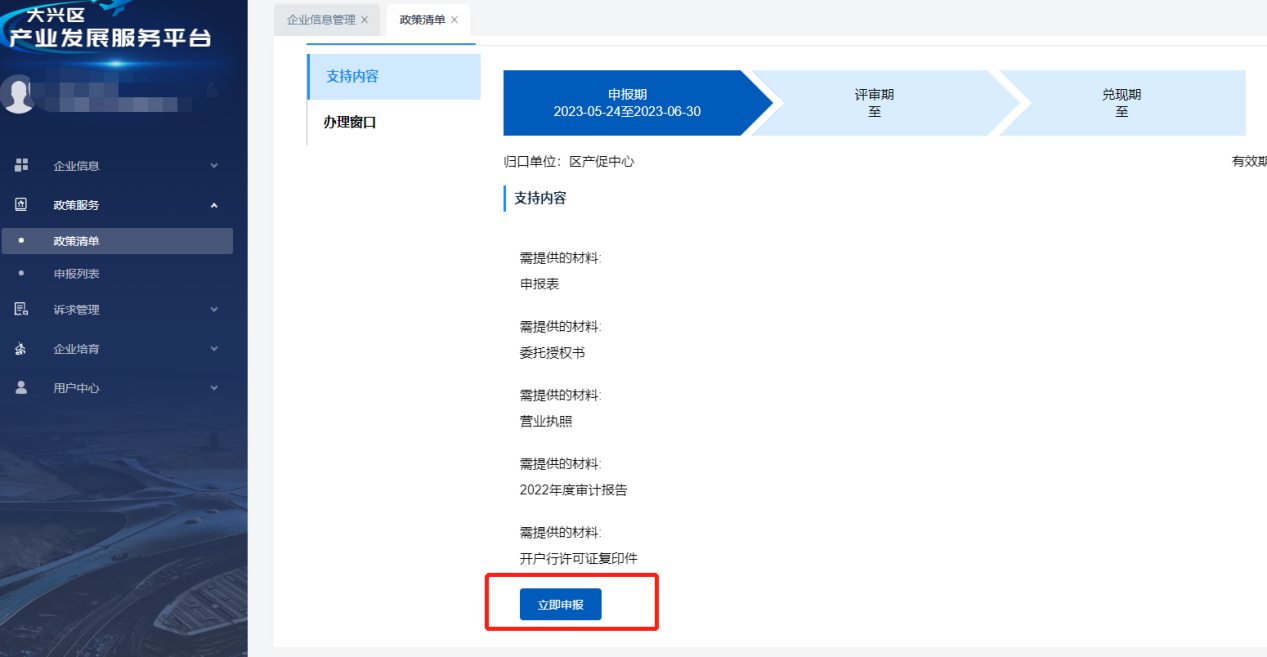 大兴区
产业发展服务平台
企业信息
政策服务
政策清单
申报列表
诉求管理
企业培育
用户中心
企业信息管理 X
政策清单 X
支持内容
办理窗口
申报期
2023-05-24至2023-06-30
评审期
至
兑现期
至
归口单位：区产促中心
有效期
支持内容
需提供的材料:
申报表
需提供的材料:
委托授权书
需提供的材料:
营业执照
需提供的材料:
2022年度审计报告
需提供的材料:
开户行许可证复印件
立即申报